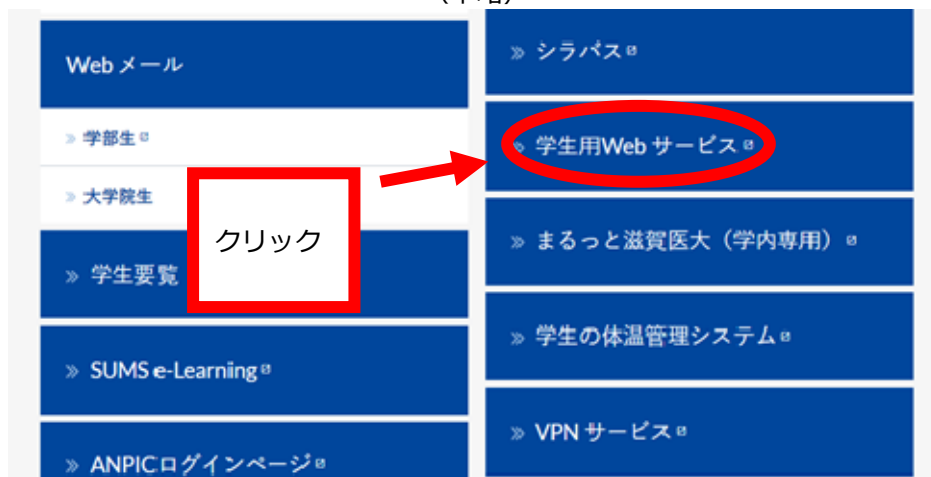 Webメール
» 学部生
» 大学院生
クリック
» 学生要覧
» SUMS e-Learning
» ANPICログインページ
» シラバス
» 学生用Webサービス
» まるっと滋賀医大（学内専用）
» 学生の体温管理システム
» VPNサービス